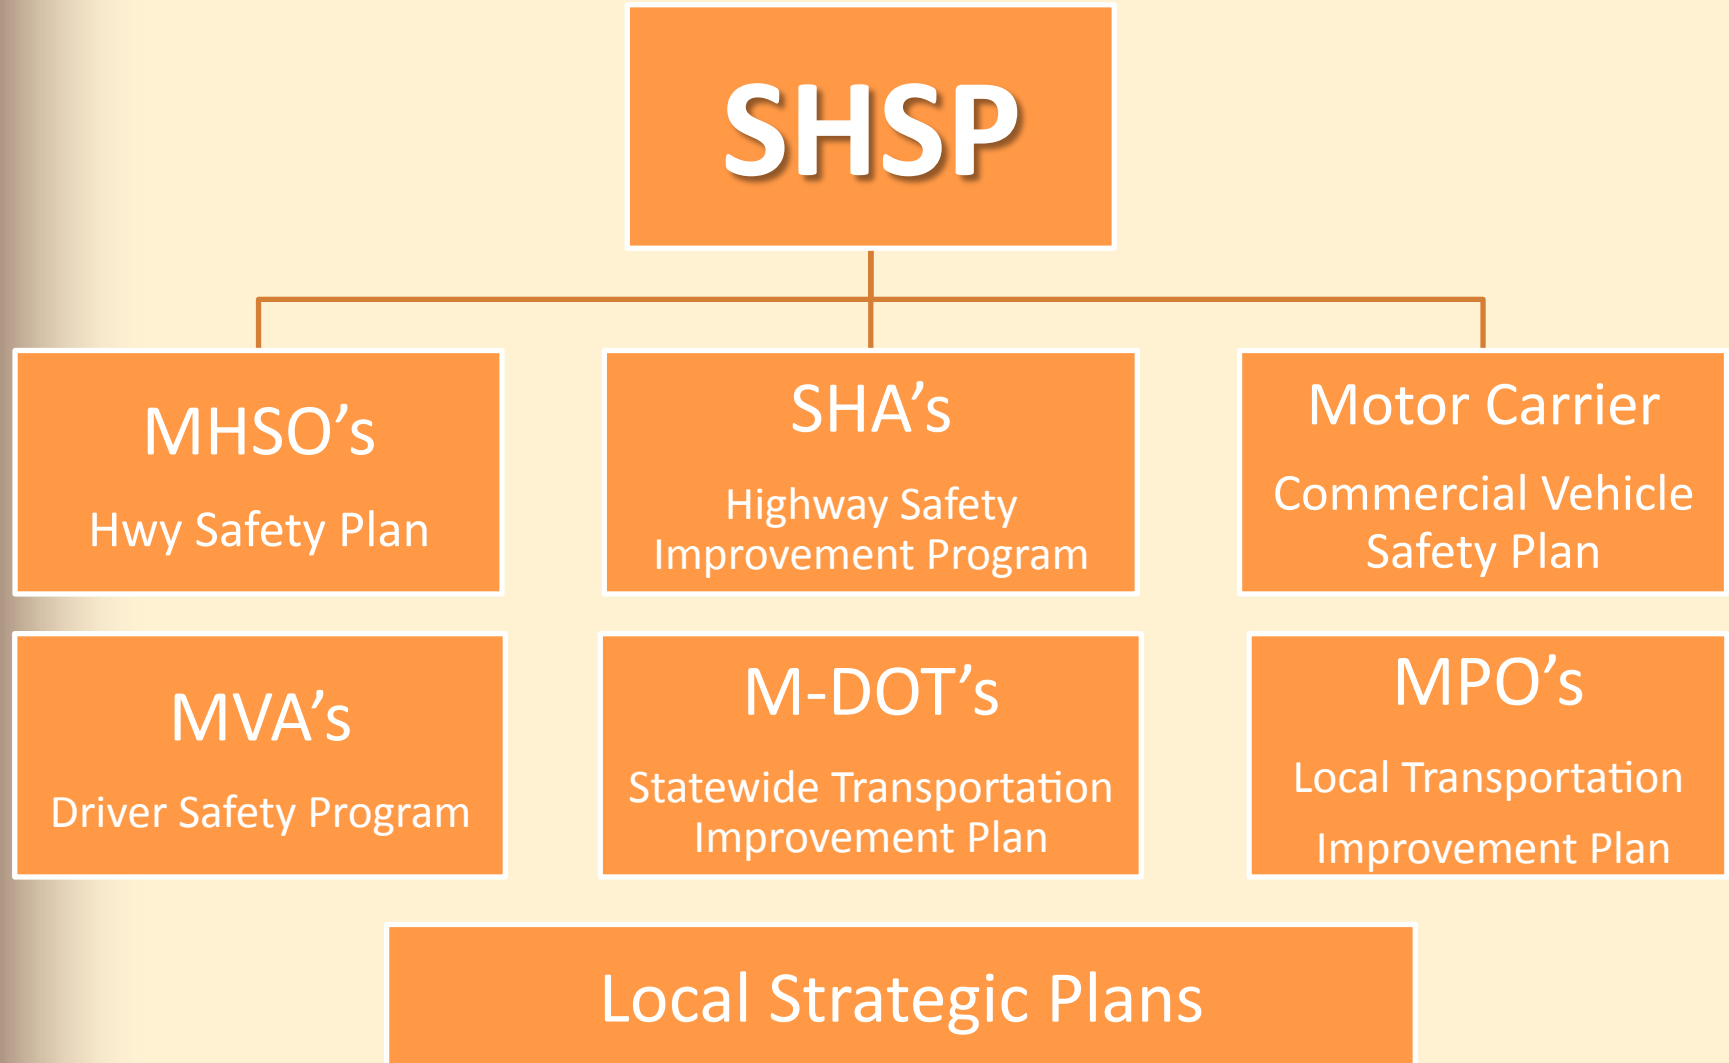 SHSP
MHSO’s
Hwy Safety Plan
SHA’s
Highway Safety
Improvement Program
Motor Carrier
Commercial Vehicle
Safety Plan
MVA’s
Driver Safety Program
M-DOT’s
Statewide Transportation
Improvement Plan
MPO’s
Local Transportation
Improvement Plan
Local Strategic Plans